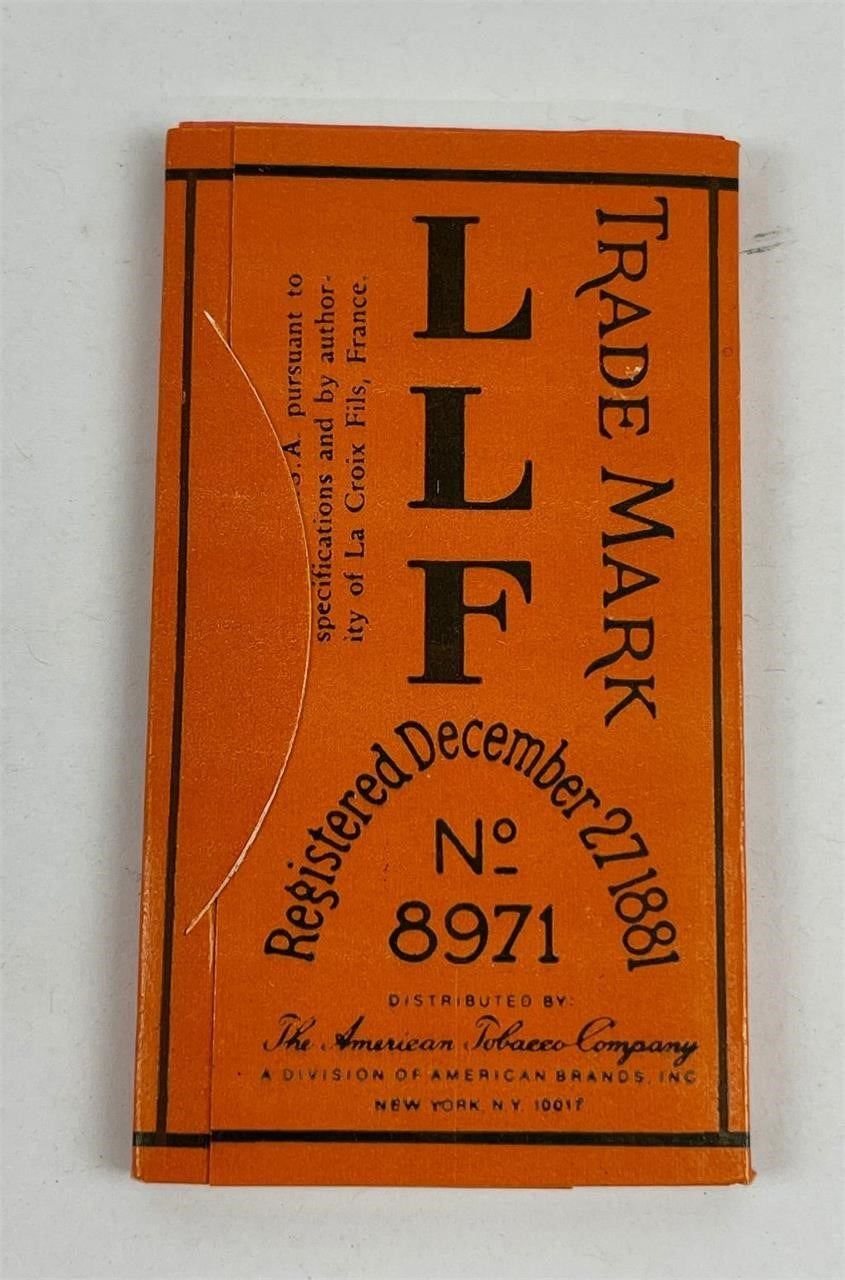 TRADE MARK
L
L
F
S.A. pursuant to
specifications and by author-
ity of La Croix Fils, France.
Registered December 27 1881
Nº
8971
DISTRIBUTED BY:
The American Tobacco Company
A DIVISION OF AMERICAN BRANDS, INC
NEW YORK, N.Y. 10017